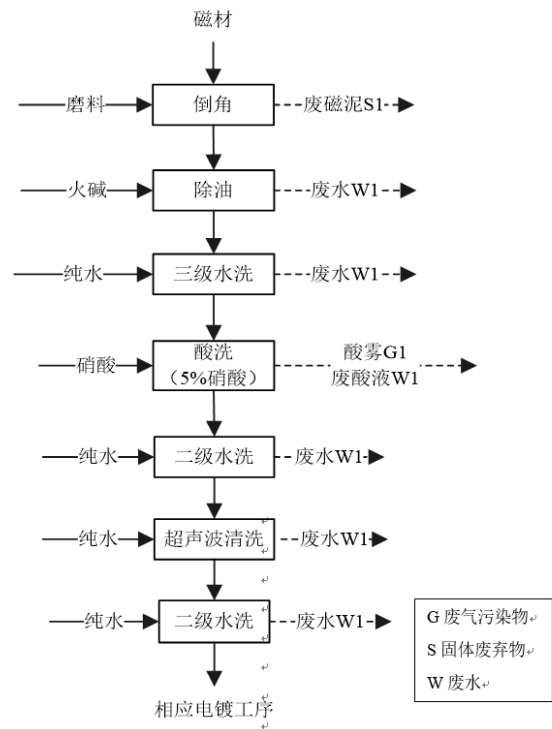 磁材
磨料
倒角
废磁泥S1
火碱
除油
废水W1
纯水
三级水洗
废水W1
硝酸
酸洗
（5%硝酸）
酸雾G1
废酸液W1
纯水
二级水洗
废水W1
纯水
超声波清洗
废水W1
纯水
二级水洗
废水W1
相应电镀工序
G 废气污染物
S 固体废弃物
W 废水